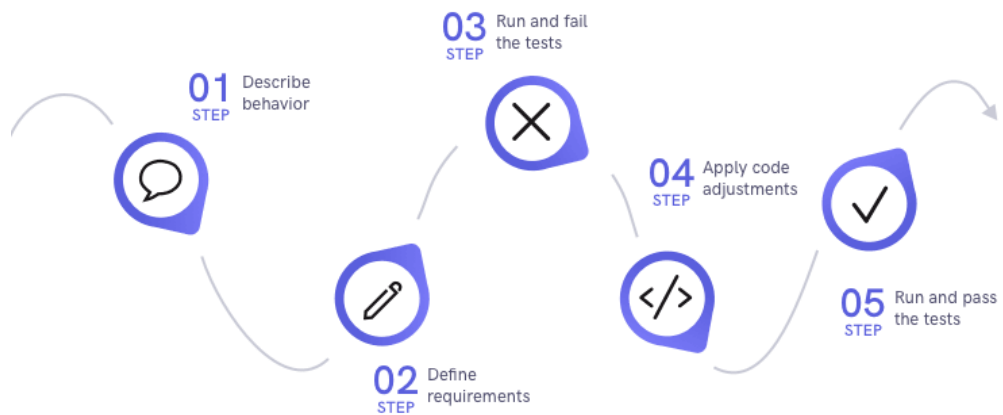 01
STEP
Describe
behavior
02
STEP
Define
requirements
03
STEP
Run and fail
the tests
04
STEP
Apply code
adjustments
05
STEP
Run and pass
the tests